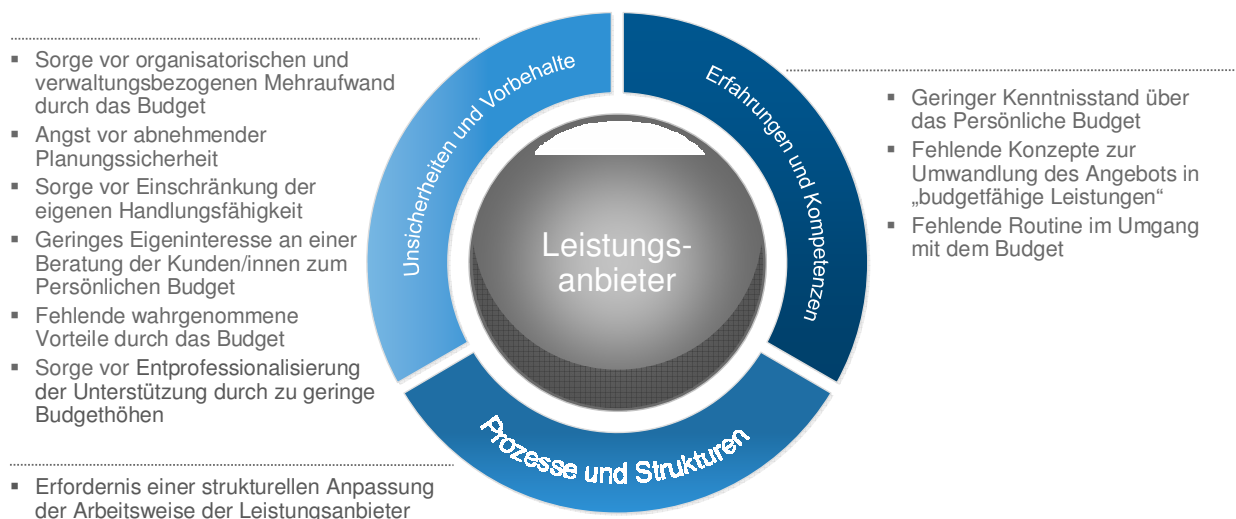 ▪ Sorge vor organisatorischen und
verwaltungsbezogenen Mehraufwand
durch das Budget
▪ Angst vor abnehmender
Planungssicherheit
▪ Sorge vor Einschränkung der
eigenen Handlungsfähigkeit
▪ Geringes Eigeninteresse an einer
Beratung der Kunden/innen zum
Persönlichen Budget
▪ Fehlende wahrgenommene
Vorteile durch das Budget
▪ Sorge vor Entprofessionalisierung
der Unterstützung durch zu geringe
Budgethöhen
Unsicherheiten und Vorbehalte
Leistungs-
anbieter
Erfahrungen und Kompetenzen
▪ Geringer Kenntnisstand über
das Persönliche Budget
▪ Fehlende Konzepte zur
Umwandlung des Angebots in
„budgetfähige Leistungen“
▪ Fehlende Routine im Umgang
mit dem Budget
Prozesse und Strukturen
▪ Erfordernis einer strukturellen Anpassung
der Arbeitsweise der Leistungsanbieter